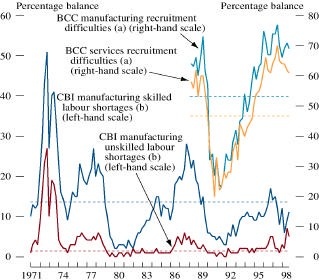 Percentage balance
Percentage balance
60
80
BCC manufacturing recruitment
difficulties (a) (right-hand scale)
BCC services recruitment
difficulties (a)
(right-hand scale)
CBI manufacturing skilled
labour shortages (b)
(left-hand scale)
CBI manufacturing
unskilled labour
shortages (b)
(left-hand scale)
50
40
30
20
10
0
70
60
50
40
30
20
10
0
1971 74 77 80 83 86 89 92 95 98